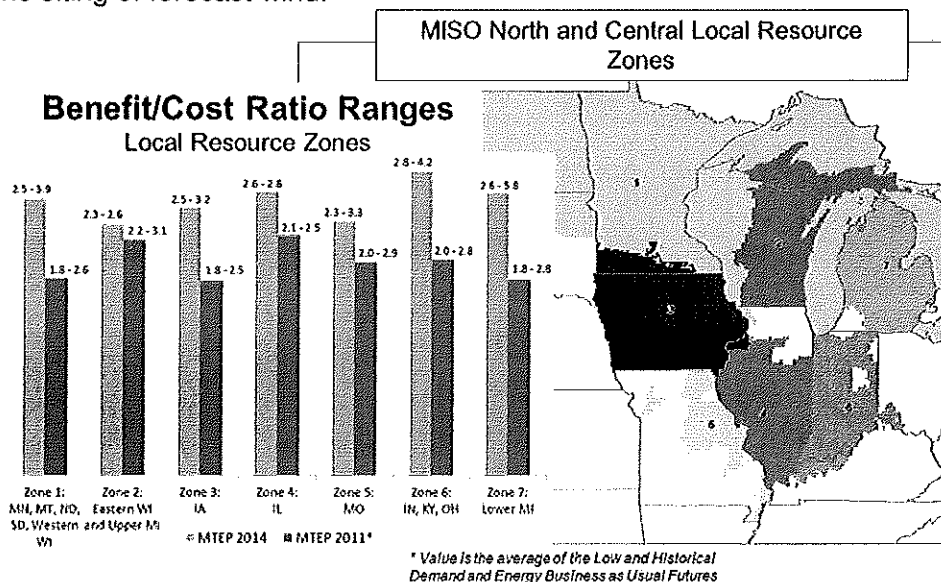 MISO North and Central Local Resource
Zones
Benefit/Cost Ratio Ranges
Local Resource Zones
2.5 - 3.9
1.8 - 2.6
2.3 - 2.6
2.2 - 3.1
2.5 - 3.2
1.8 - 2.5
2.6 - 2.8
2.1 - 2.5
2.3 - 3.3
2.0 - 2.9
2.8 - 4.2
2.0 - 2.8
2.6 - 5.8
1.8 - 2.8
Zone 1:
MN, MT, ND,
SD, Western
WI
Zone 2:
Eastern WI
and Upper MI
Zone 3:
IA
Zone 4:
IL
Zone 5:
MO
Zone 6:
IN, KY, OH
Zone 7:
Lower MI
MTEP 2014
MTEP 2011*
* Value is the average of the Low and Historical
Demand and Energy Business as Usual Futures